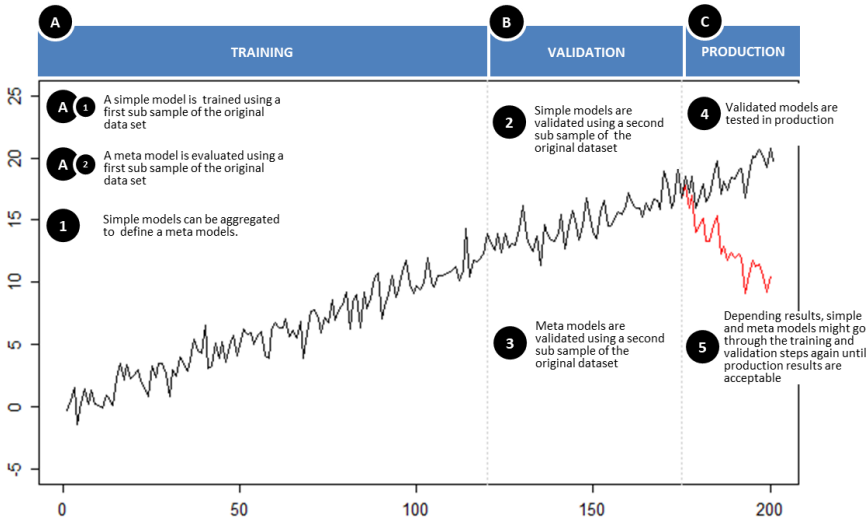 A
B
C
TRAINING
VALIDATION
PRODUCTION
A 1
A simple model is trained using a
first sub sample of the original
data set
A 2
A meta model is evaluated using a
first sub sample of the original
data set
1
Simple models can be aggregated
to define a meta models.
2
Simple models are
validated using a second
sub sample of the
original dataset
3
Meta models are
validated using a second
sub sample of the
original dataset
4
Validated models are
tested in production
5
Depending results, simple
and meta models might go
through the training and
validation steps again until
production results are
acceptable
25
20
15
10
5
0
-5
0
50
100
150
200